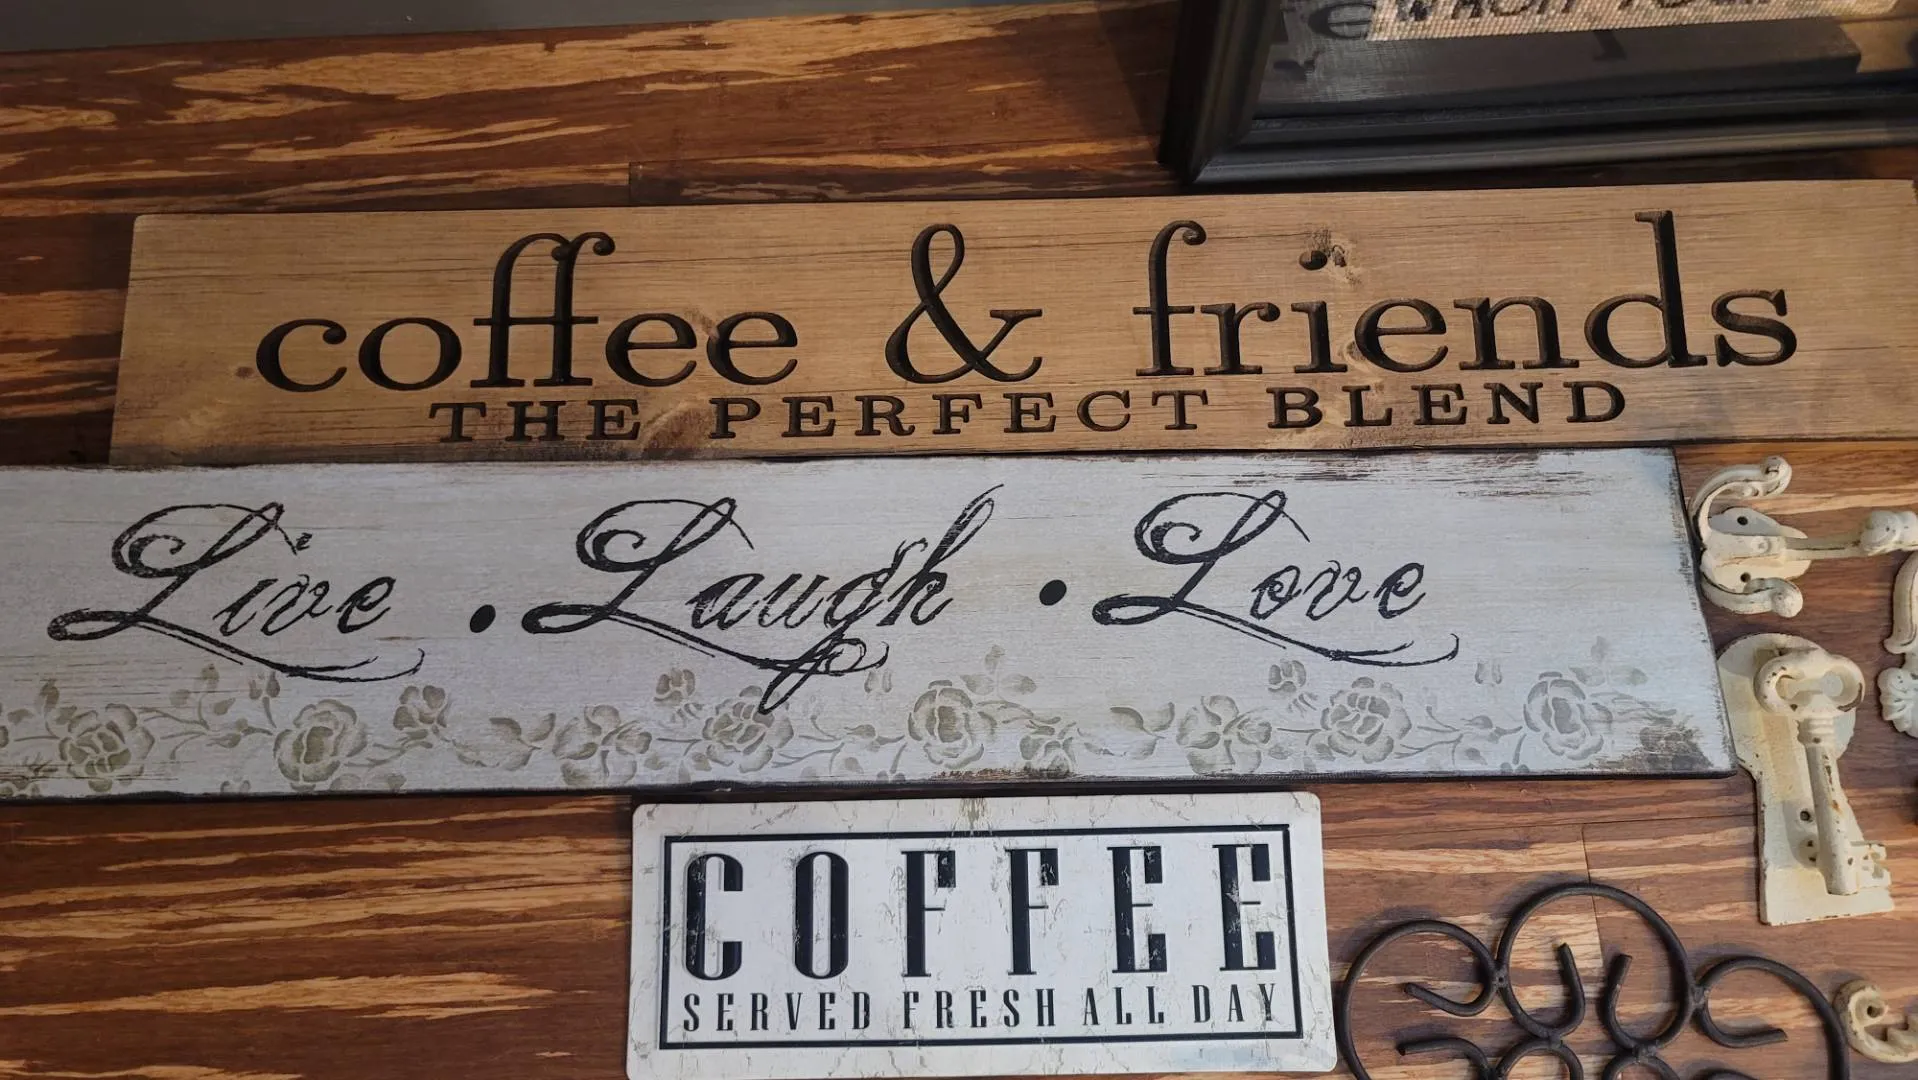 coffee & friends
THE PERFECT BLEND
Live • Laugh • Love
COFFEE
SERVED FRESH ALL DAY